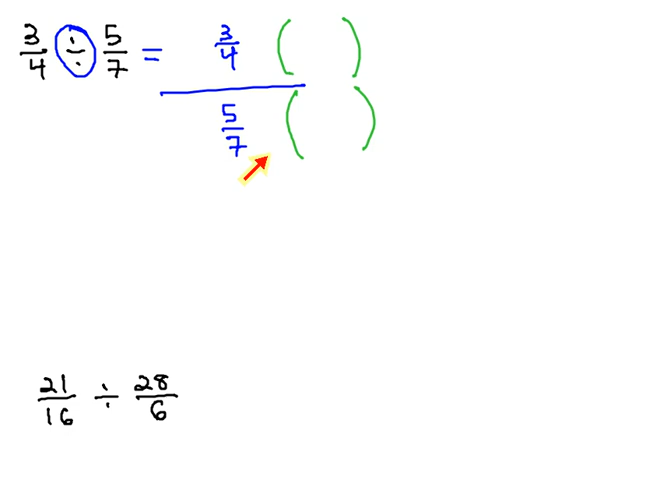 3/4 ÷ 5/7 = (3/4 ( )) / (5/7 ( ))
21/16 ÷ 28/6